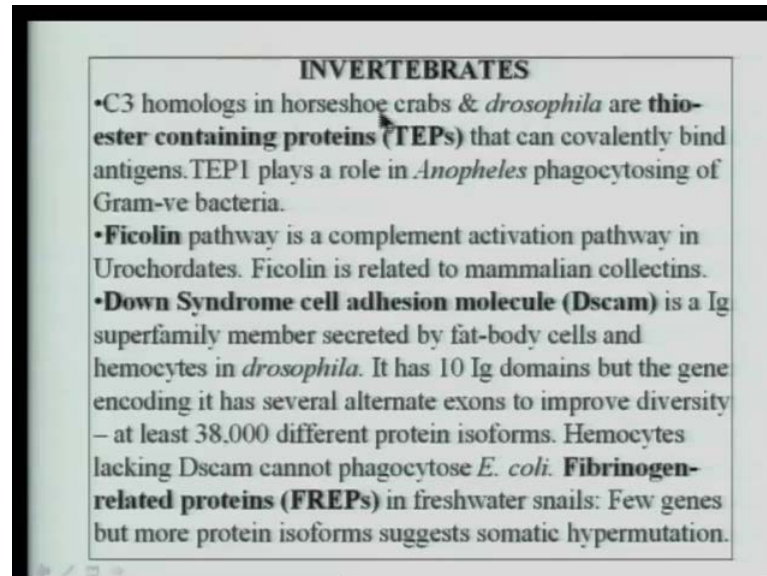 INVERTEBRATES
•C3 homologs in horseshoe crabs & drosophila are thio-
ester containing proteins (TEPs) that can covalently bind
antigens.TEP1 plays a role in Anopheles phagocytosing of
Gram-ve bacteria.
•Ficolin pathway is a complement activation pathway in
Urochordates. Ficolin is related to mammalian collectins.
•Down Syndrome cell adhesion molecule (Dscam) is a Ig
superfamily member secreted by fat-body cells and
hemocytes in drosophila. It has 10 Ig domains but the gene
encoding it has several alternate exons to improve diversity
– at least 38,000 different protein isoforms. Hemocytes
lacking Dscam cannot phagocytose E. coli. Fibrinogen-
related proteins (FREPs) in freshwater snails: Few genes
but more protein isoforms suggests somatic hypermutation.